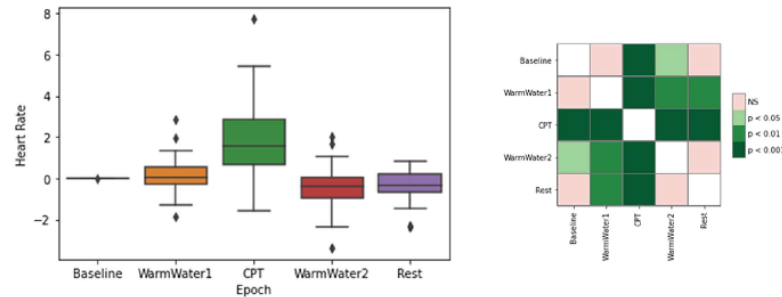 8
6
4
2
0
−2
Heart Rate
Baseline WarmWater1 CPT WarmWater2 Rest
Epoch
Baseline
WarmWater1
CPT
WarmWater2
Rest
Baseline
WarmWater1
CPT
WarmWater2
Rest
NS
p < 0.05
p < 0.01
p < 0.001